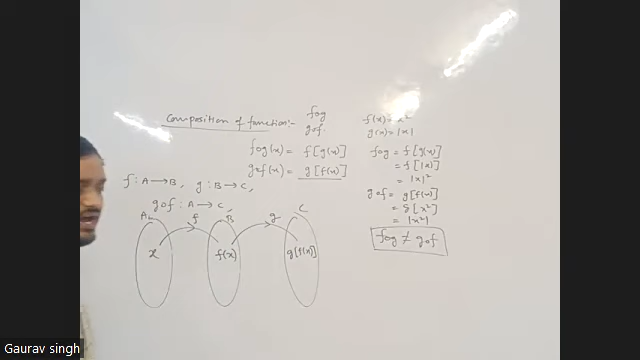 Composition of function:- fog
gof.
fog(x) = f[g(x)]
gof(x) = g[f(x)]
f: A→B, g: B→C,
gof: A→C,
A f B g C
x f(x) g[f(x)]
f(x) = x²
g(x) = |x|
fog = f[g(x)]
= f[|x|]
= |x|²
gof = g[f(x)]
= g[x²]
= |x²|
fog ≠ gof
Gaurav singh